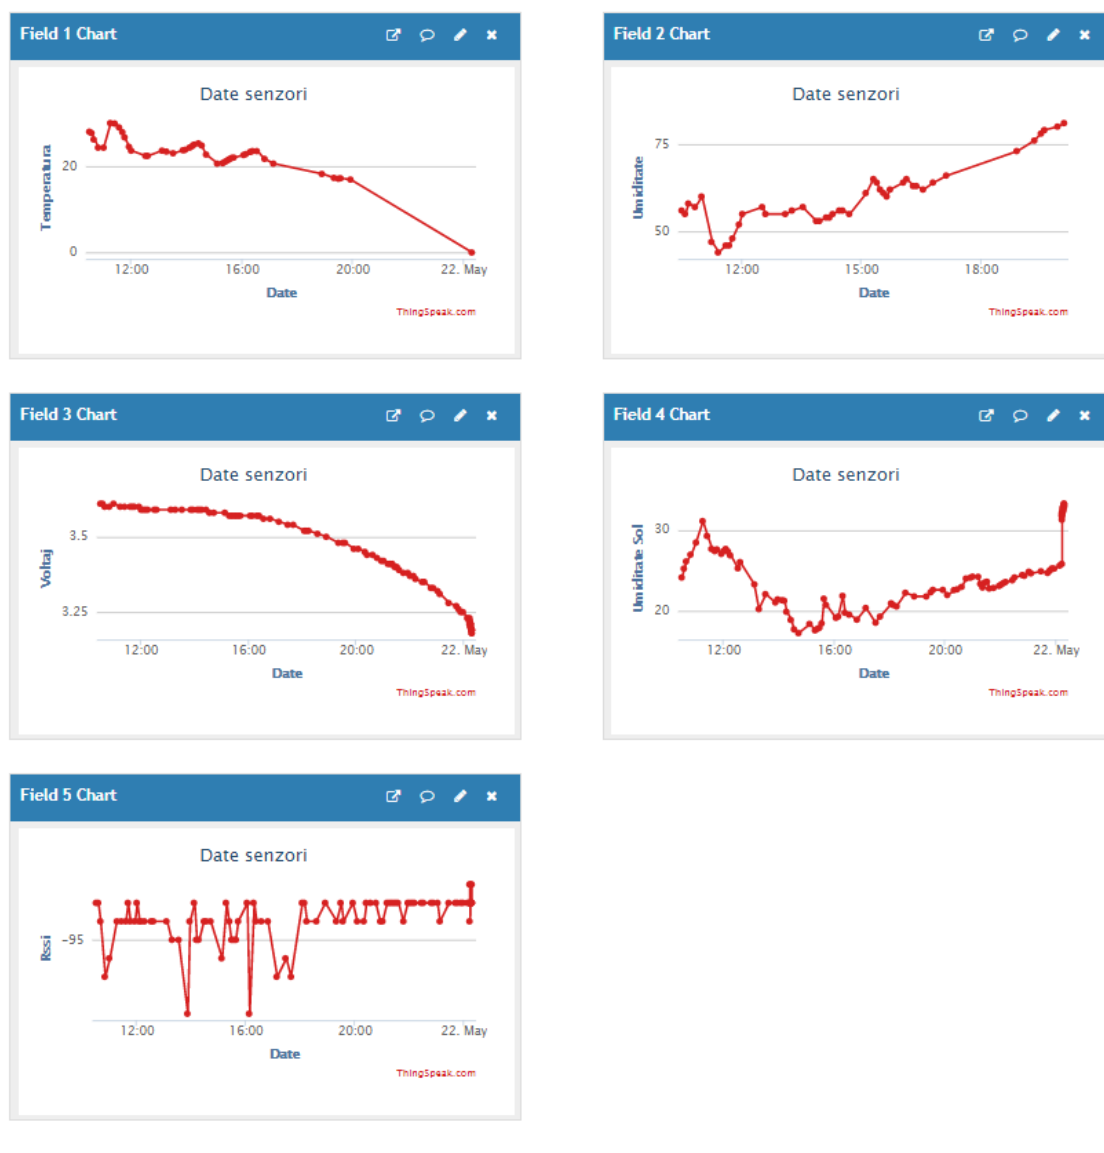 Field 1 Chart
Date senzori
Temperatura
20
0
12:00
16:00
20:00
22. May
Date
ThingSpeak.com
Field 2 Chart
Date senzori
Umiditate
75
50
12:00
15:00
18:00
Date
ThingSpeak.com
Field 3 Chart
Date senzori
Voltaj
3.5
3.25
12:00
16:00
20:00
22. May
Date
ThingSpeak.com
Field 4 Chart
Date senzori
Umiditate Sol
30
20
12:00
16:00
20:00
22. May
Date
ThingSpeak.com
Field 5 Chart
Date senzori
Rssi
-95
12:00
16:00
20:00
22. May
Date
ThingSpeak.com